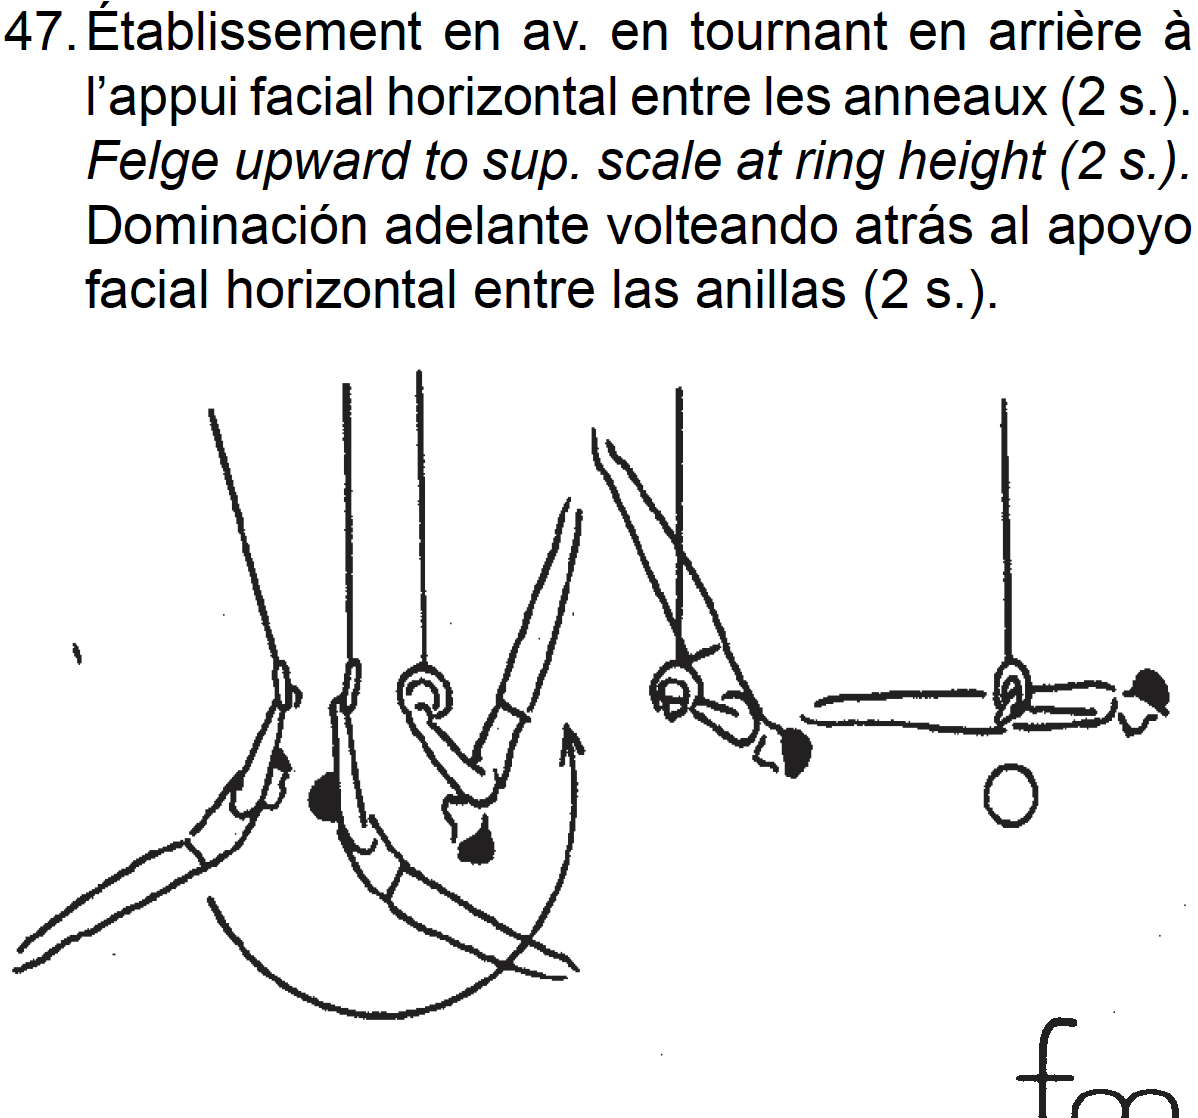 47. Établissement en av. en tournant en arrière à
l’appui facial horizontal entre les anneaux (2 s.).
Felge upward to sup. scale at ring height (2 s.).
Dominación adelante volteando atrás al apoyo
facial horizontal entre las anillas (2 s.).